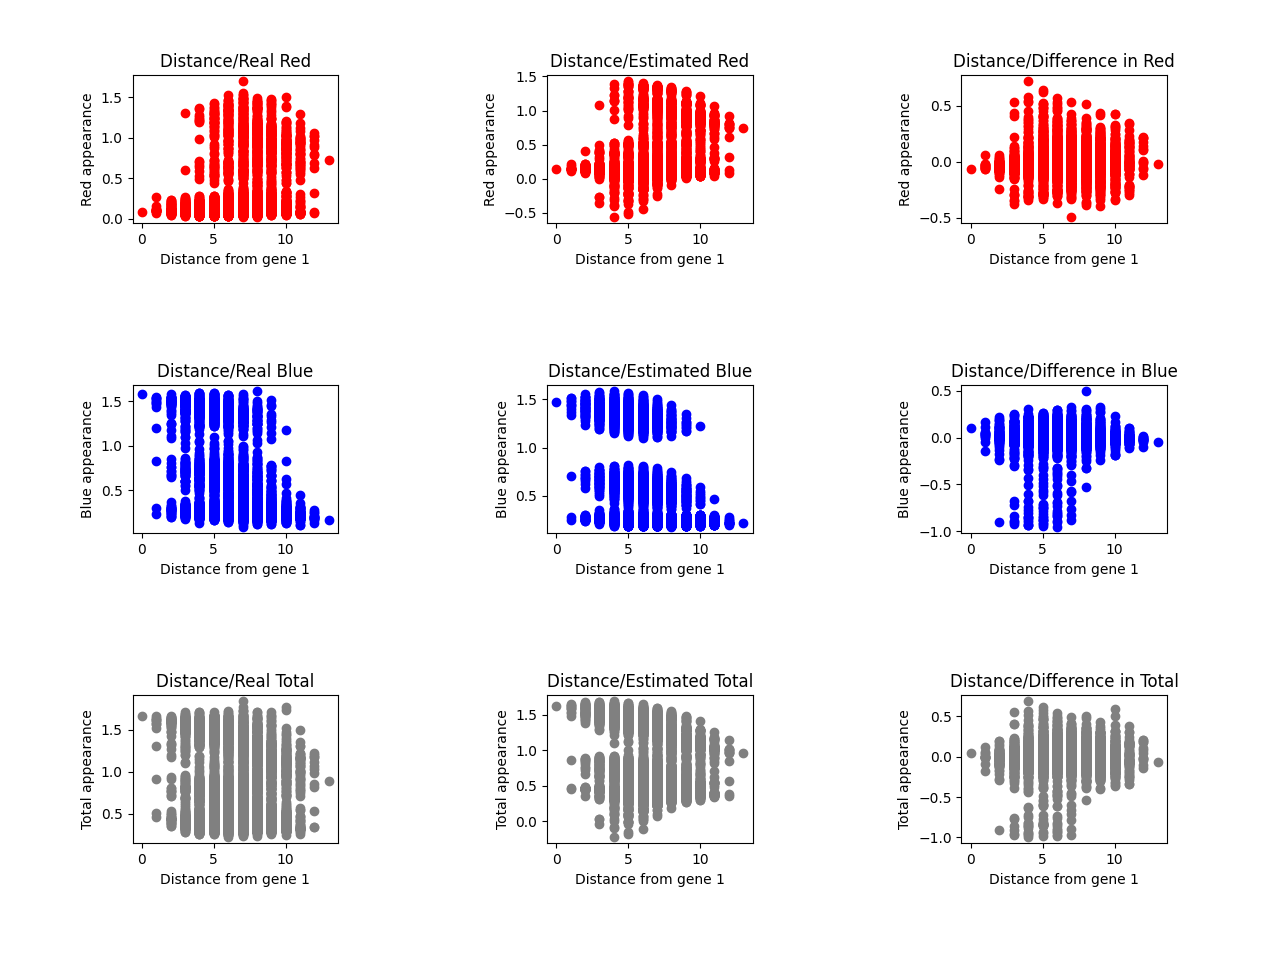 Distance/Real Red
Red appearance
1.5
1.0
0.5
0.0
0 5 10
Distance from gene 1
Distance/Estimated Red
Red appearance
1.5
1.0
0.5
0.0
−0.5
0 5 10
Distance from gene 1
Distance/Difference in Red
Red appearance
0.5
0.0
−0.5
0 5 10
Distance from gene 1
Distance/Real Blue
Blue appearance
1.5
1.0
0.5
0 5 10
Distance from gene 1
Distance/Estimated Blue
Blue appearance
1.5
1.0
0.5
0 5 10
Distance from gene 1
Distance/Difference in Blue
Blue appearance
0.5
0.0
−0.5
−1.0
0 5 10
Distance from gene 1
Distance/Real Total
Total appearance
1.5
1.0
0.5
0 5 10
Distance from gene 1
Distance/Estimated Total
Total appearance
1.5
1.0
0.5
0.0
0 5 10
Distance from gene 1
Distance/Difference in Total
Total appearance
0.5
0.0
−0.5
−1.0
0 5 10
Distance from gene 1